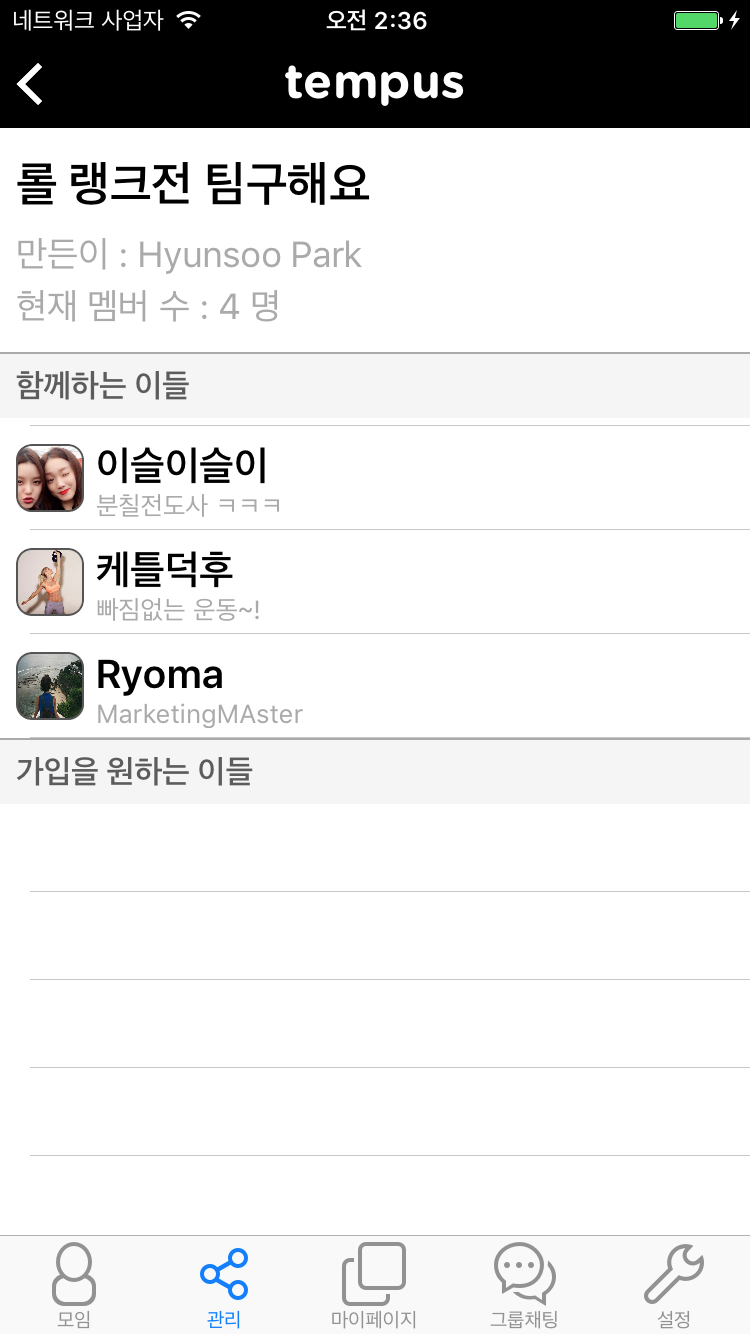 네트워크 사업자 오전 2:36
tempus
롤 랭크전 팀구해요
만든이 : Hyunsoo Park
현재 멤버 수 : 4 명
함께하는 이들
이슬이슬이
분칠전도사 ㅋㅋㅋ
케틀덕후
빠짐없는 운동~!
Ryoma
MarketingMAster
가입을 원하는 이들
모임 관리 마이페이지 그룹채팅 설정